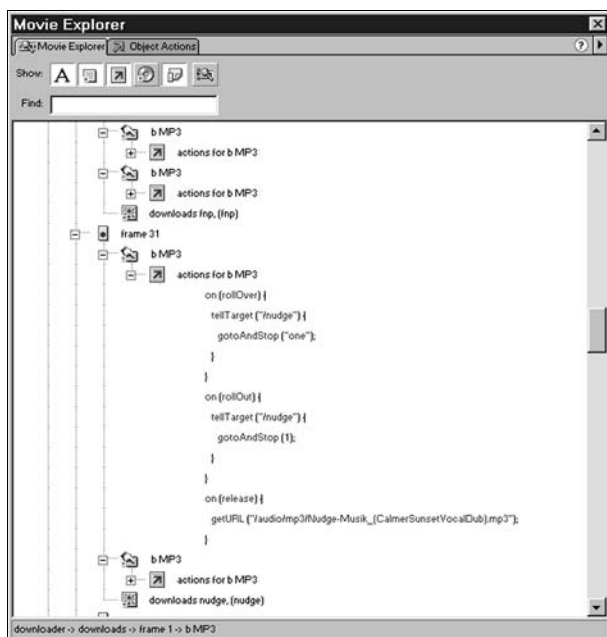 Movie Explorer
Movie Explorer Object Actions ?
Show: A
Find:
b MP3
actions for b MP3
b MP3
actions for b MP3
downloads fnp, (fnp)
frame 31
b MP3
actions for b MP3
on (rollOver) {
tellTarget ("/nudge") {
gotoAndStop ("one");
}
}
on (rollOut) {
tellTarget ("/nudge") {
gotoAndStop (1);
}
}
on (release) {
getURL ("/audio/mp3/Nudge-Musik_(CalmerSunsetVocalDub).mp3");
}
b MP3
actions for b MP3
downloads nudge, (nudge)
downloader -> downloads -> frame 1 -> b MP3